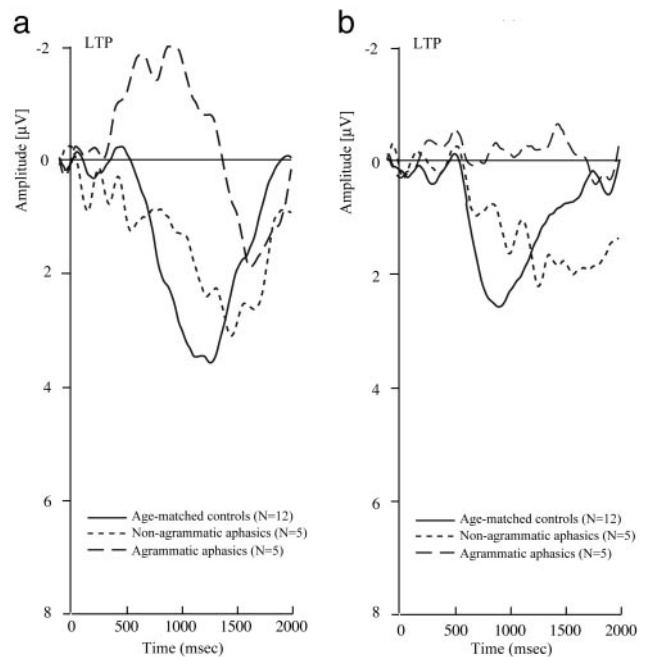 a
LTP
-2
0
2
4
6
8
Amplitude [µV]
Age-matched controls (N=12)
Non-agrammatic aphasics (N=5)
Agrammatic aphasics (N=5)
0 500 1000 1500 2000
Time (msec)
b
LTP
-2
0
2
4
6
8
Amplitude [µV]
Age-matched controls (N=12)
Non-agrammatic aphasics (N=5)
Agrammatic aphasics (N=5)
0 500 1000 1500 2000
Time (msec)